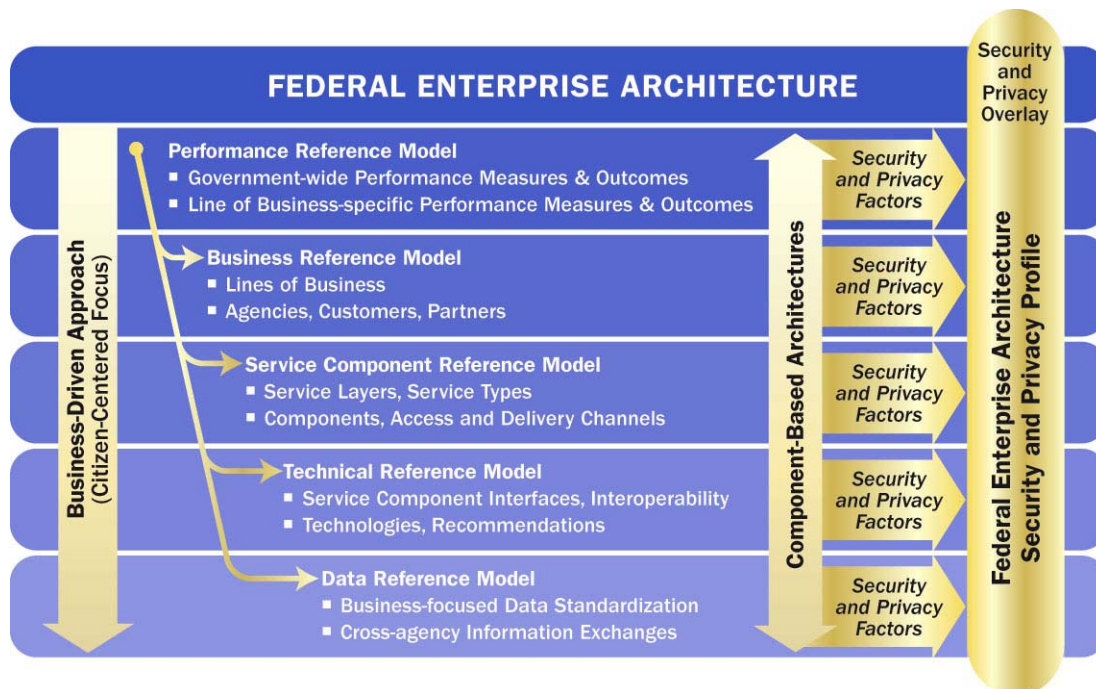 FEDERAL ENTERPRISE ARCHITECTURE
Security
and
Privacy
Overlay
Business-Driven Approach
(Citizen-Centered Focus)
Performance Reference Model
▪ Government-wide Performance Measures & Outcomes
▪ Line of Business-specific Performance Measures & Outcomes
Business Reference Model
▪ Lines of Business
▪ Agencies, Customers, Partners
Service Component Reference Model
▪ Service Layers, Service Types
▪ Components, Access and Delivery Channels
Technical Reference Model
▪ Service Component Interfaces, Interoperability
▪ Technologies, Recommendations
Data Reference Model
▪ Business-focused Data Standardization
▪ Cross-agency Information Exchanges
Component-Based Architectures
Security
and Privacy
Factors
Security
and Privacy
Factors
Security
and Privacy
Factors
Security
and Privacy
Factors
Security
and Privacy
Factors
Federal Enterprise Architecture
Security and Privacy Profile